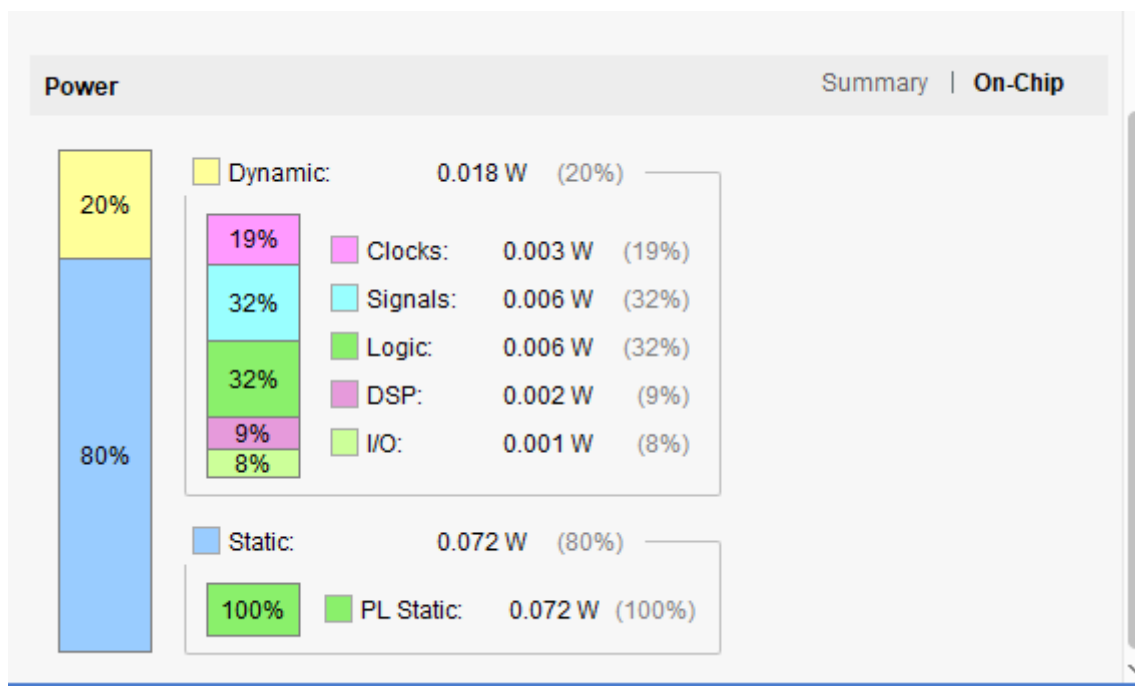 Power Summary | On-Chip
20% Dynamic: 0.018 W (20%)
19% Clocks: 0.003 W (19%)
32% Signals: 0.006 W (32%)
Logic: 0.006 W (32%)
32% DSP: 0.002 W (9%)
9% I/O: 0.001 W (8%)
80% 8%
Static: 0.072 W (80%)
100% PL Static: 0.072 W (100%)